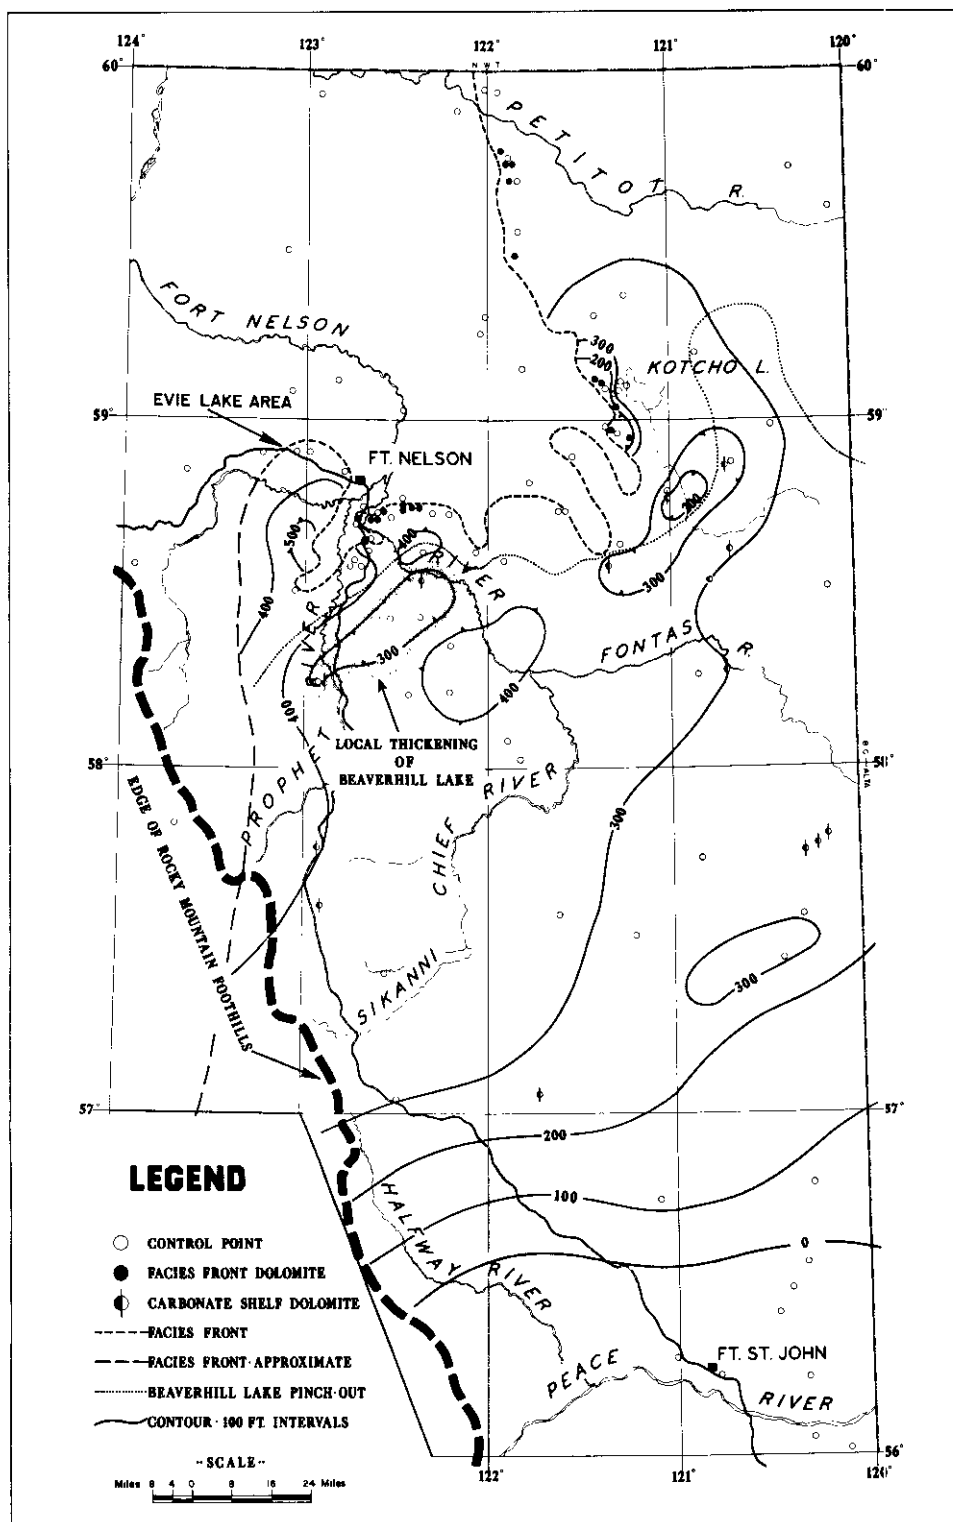 124° 123° 122° 121° 120°
60° 60°
N W T
PETITOT R.
FORT NELSON
300
200
KOTCHO L.
EVIE LAKE AREA
59° 59°
FT. NELSON
500
400
200
RIVER
400
300
RIVER
FONTAS R.
300
400
400
LOCAL THICKENING
OF
BEAVERHILL LAKE
B C - ALTA
58° 58°
PROPHET
RIVER
EDGE OF ROCKY MOUNTAIN FOOTHILLS
300
CHIEF
SIKANNI
300
57° 57°
200
LEGEND
HALFWAY RIVER
100
0
CONTROL POINT
FACIES FRONT DOLOMITE
CARBONATE SHELF DOLOMITE
FACIES FRONT
FACIES FRONT · APPROXIMATE
BEAVERHILL LAKE PINCH · OUT
CONTOUR · 100 FT. INTERVALS
FT. ST. JOHN
PEACE RIVER
-- SCALE --
Miles 8 4 0 8 16 24 Miles
56°
122° 121° 120°